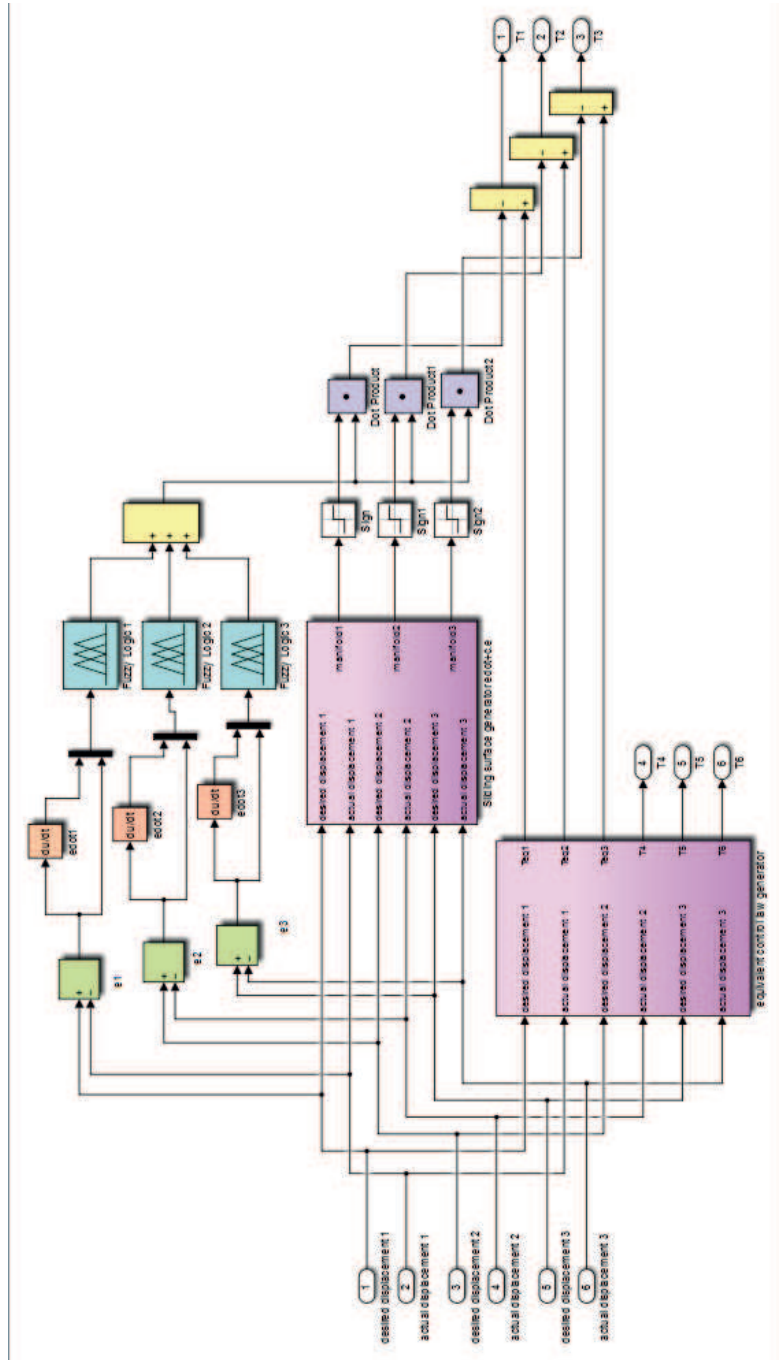 1
T1
2
T2
3
T3
−
+
−
+
−
+
Dot Product
Dot Product1
Dot Product2
Sign
Sign1
Sign2
+
+
+
Fuzzy Logic 1
Fuzzy Logic 2
Fuzzy Logic 3
du/dt
edot1
du/dt
edot2
du/dt
edot3
+
−
e1
+
−
e2
+
−
e3
desired displacement 1
actual displacement 1
desired displacement 2
actual displacement 2
desired displacement 3
actual displacement 3
manifold1
manifold2
manifold3
Sliding surface generator edot+c.e
desired displacement 1
actual displacement 1
desired displacement 2
actual displacement 2
desired displacement 3
actual displacement 3
Teq1
Teq2
Teq3
T4
T5
T6
equivalent control law generator
4
T4
5
T5
6
T6
1
desired displacement 1
2
actual displacement 1
3
desired displacement 2
4
actual displacement 2
5
desired displacement 3
6
actual displacement 3